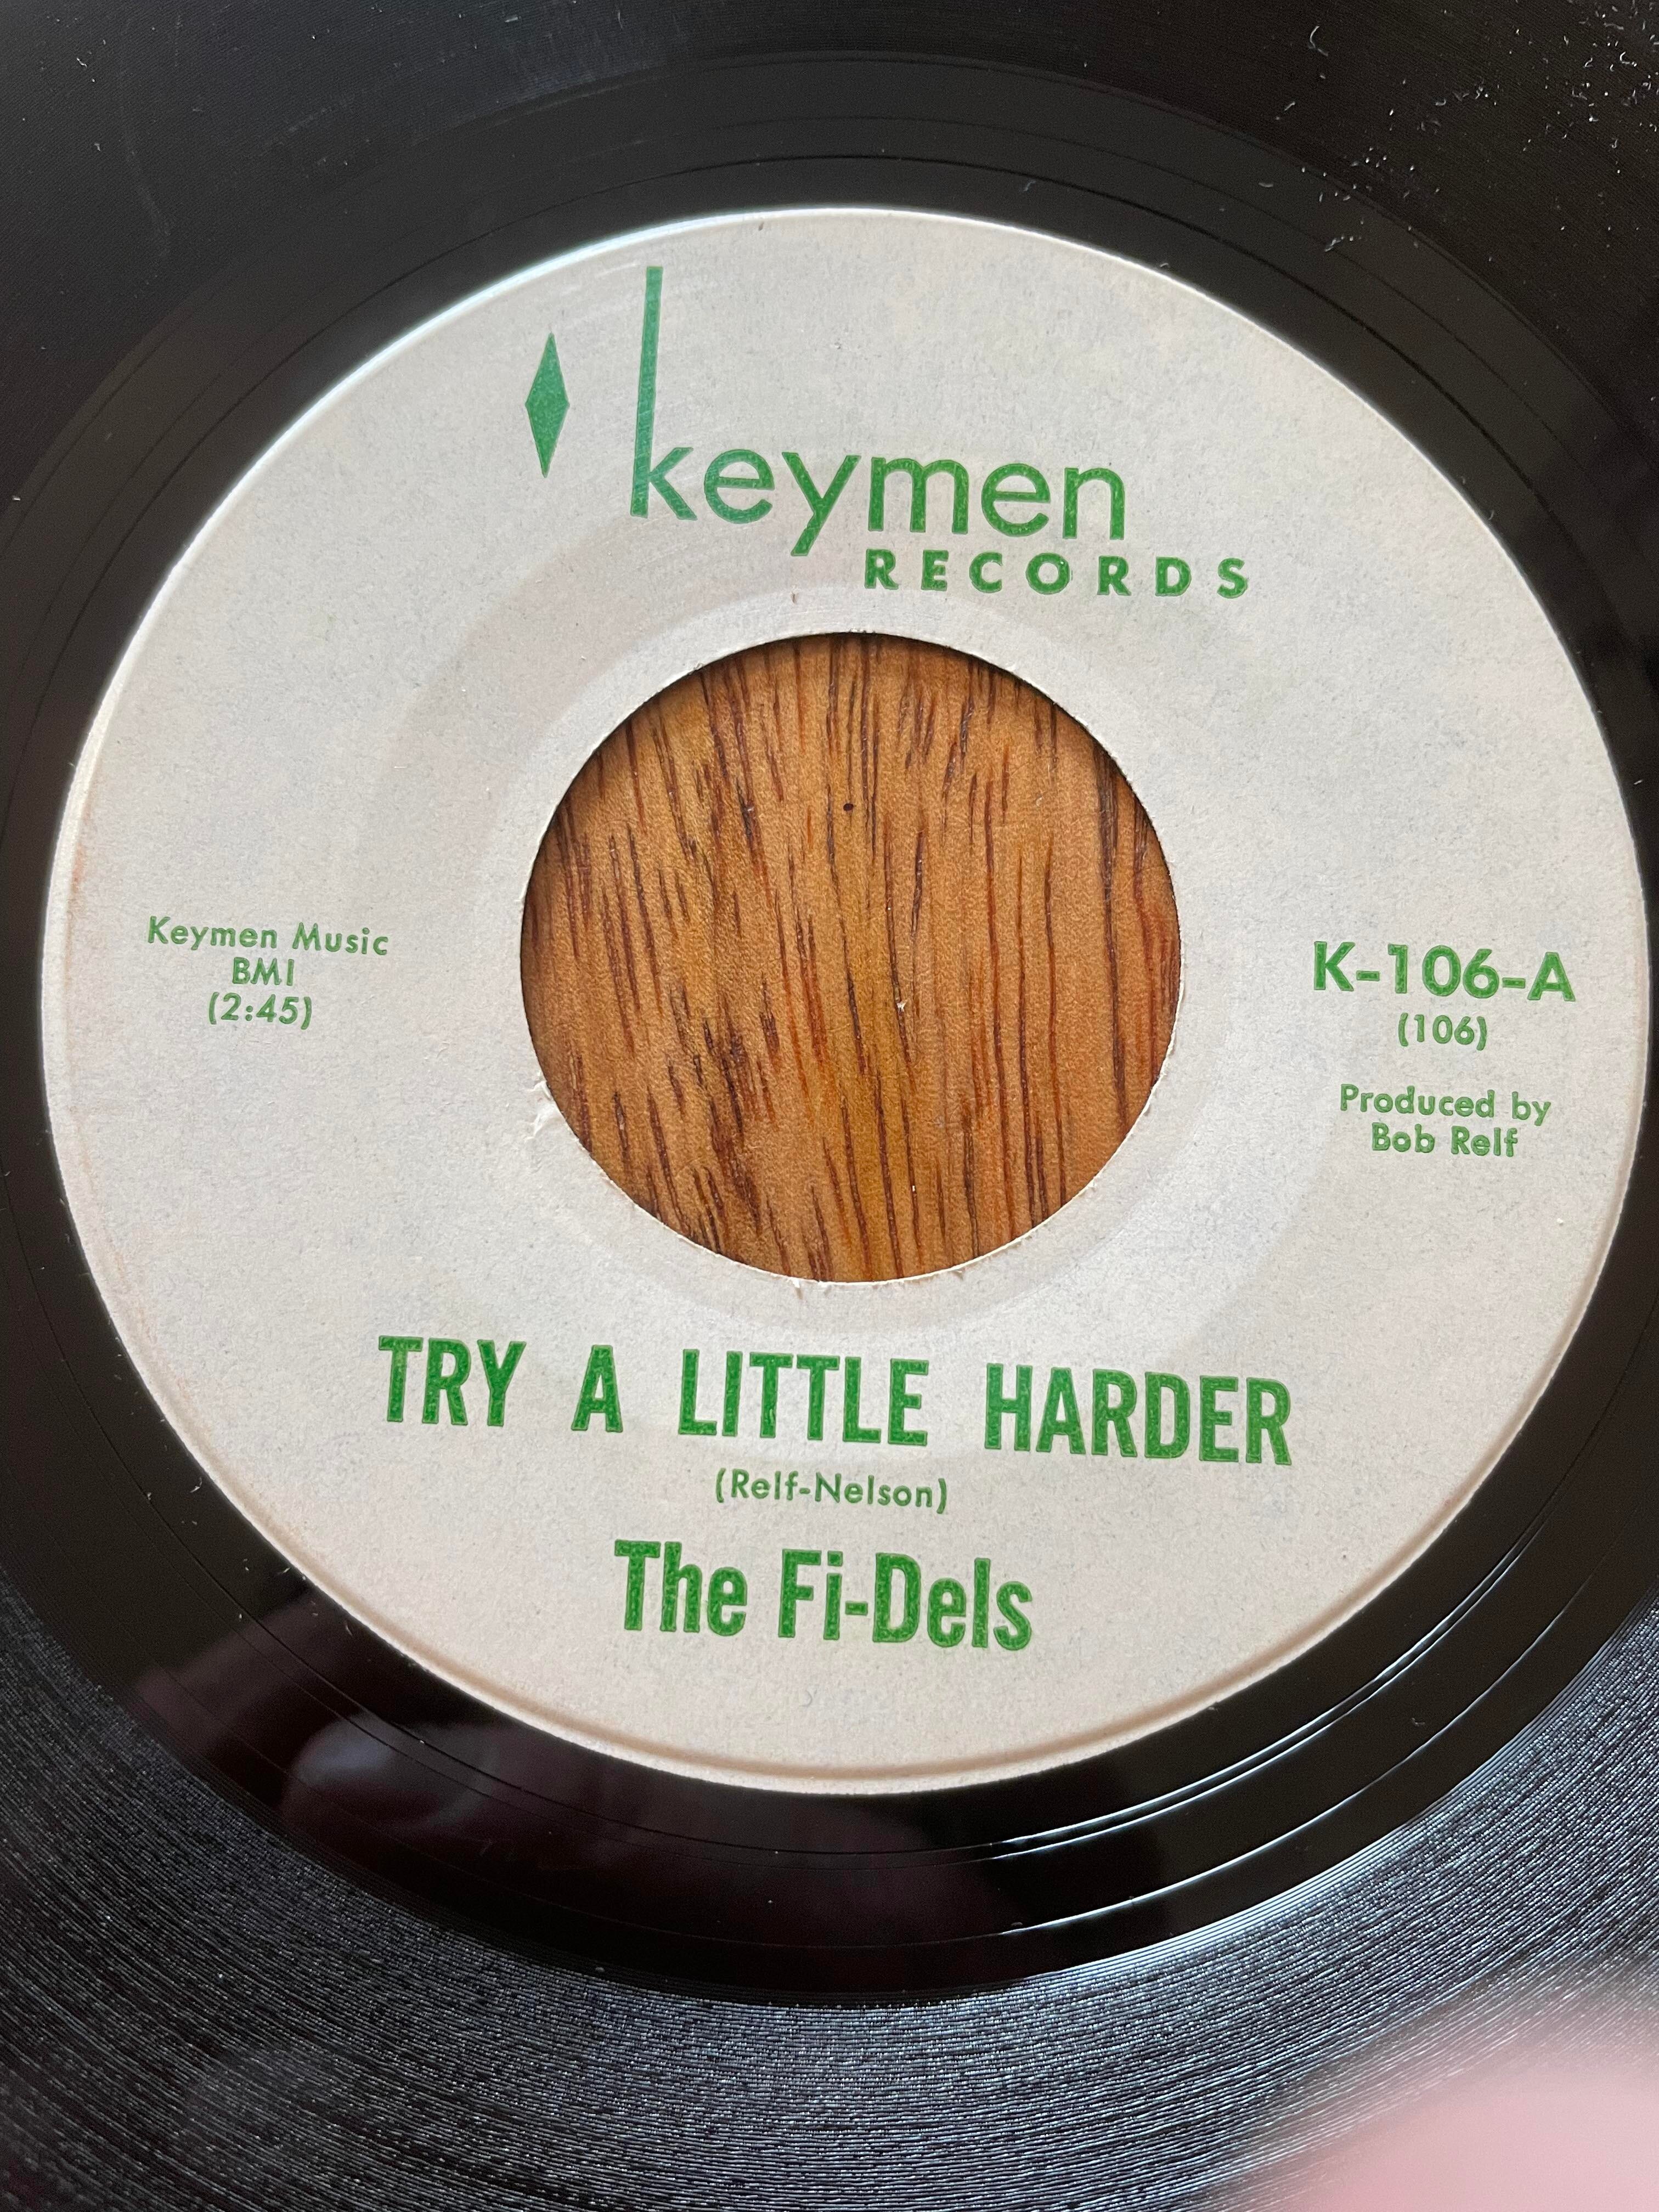 keymen
RECORDS
Keymen Music
BMI
(2:45)
K-106-A
(106)
Produced by
Bob Relf
TRY A LITTLE HARDER
(Relf-Nelson)
The Fi-Dels